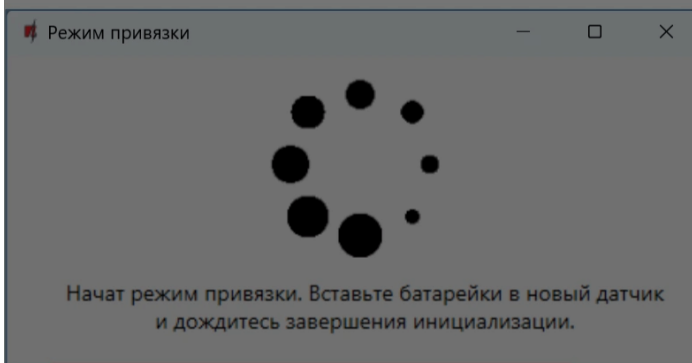 Режим привязки
Начат режим привязки. Вставьте батарейки в новый датчик
и дождитесь завершения инициализации.